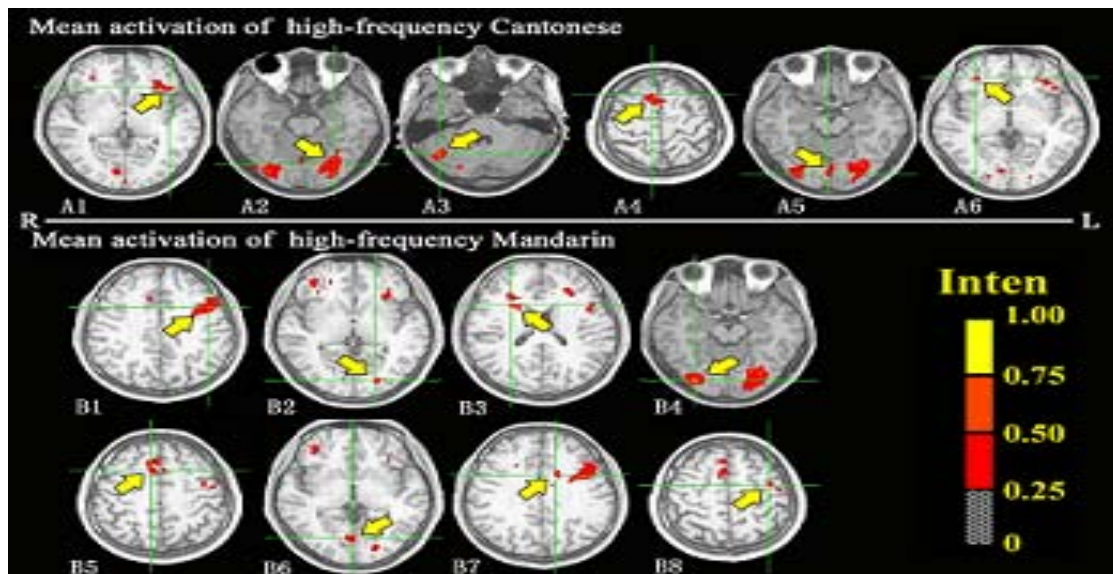 Mean activation of high-frequency Cantonese
A1 A2 A3 A4 A5 A6
R L
Mean activation of high-frequency Mandarin
B1 B2 B3 B4
B5 B6 B7 B8
Inten
1.00
0.75
0.50
0.25
0